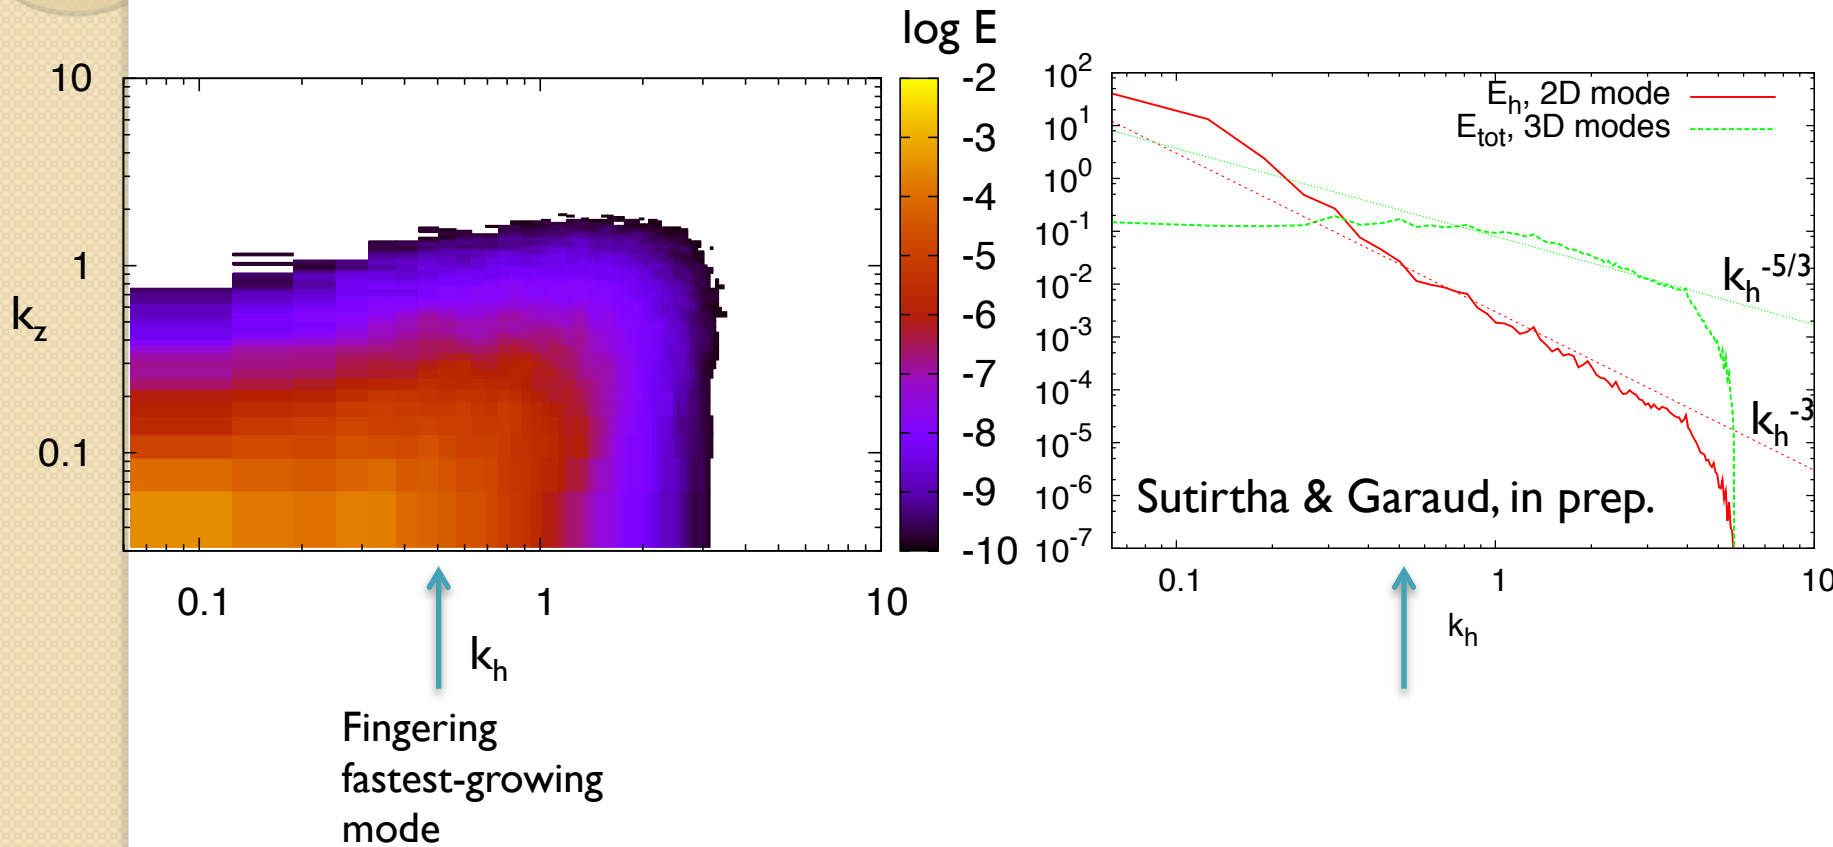 log E
10
1
0.1
k_z
0.1
1
10
k_h
-2
-3
-4
-5
-6
-7
-8
-9
-10
Fingering
fastest-growing
mode
10^2
10^1
10^0
10^-1
10^-2
10^-3
10^-4
10^-5
10^-6
10^-7
E_h, 2D mode
E_tot, 3D modes
k_h^-5/3
k_h^-3
Sutirtha & Garaud, in prep.
0.1
1
10
k_h